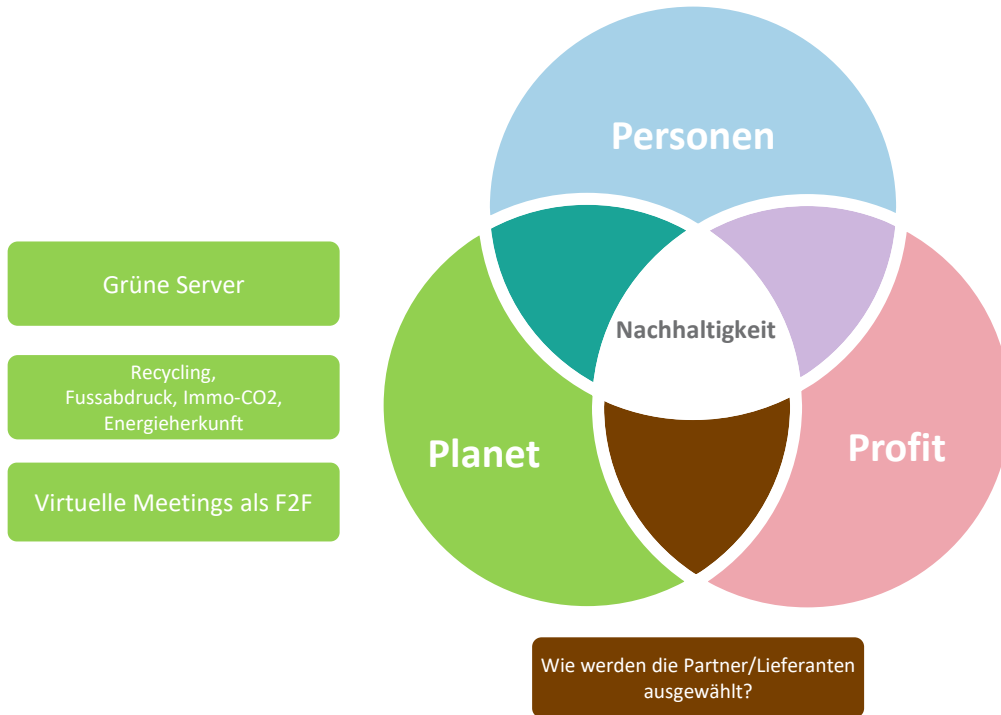 Personen
Grüne Server
Nachhaltigkeit
Recycling,
Fussabdruck, Immo-CO2,
Energieherkunft
Planet
Profit
Virtuelle Meetings als F2F
Wie werden die Partner/Lieferanten
ausgewählt?